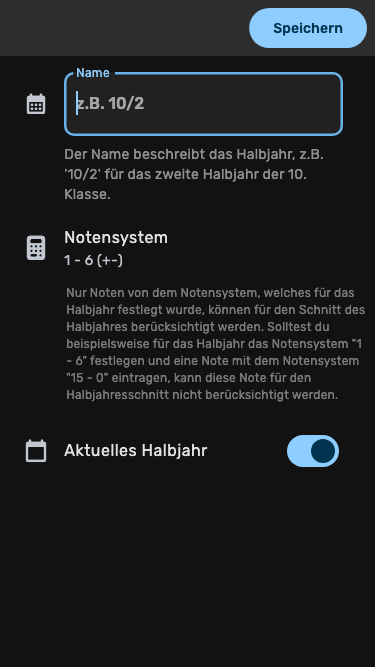 Speichern
Name
z.B. 10/2
Der Name beschreibt das Halbjahr, z.B.
'10/2' für das zweite Halbjahr der 10.
Klasse.
Notensystem
1 - 6 (+-)
Nur Noten von dem Notensystem, welches für das
Halbjahr festlegt wurde, können für den Schnitt des
Halbjahres berücksichtigt werden. Solltest du
beispielsweise für das Halbjahr das Notensystem "1
- 6" festlegen und eine Note mit dem Notensystem
"15 - 0" eintragen, kann diese Note für den
Halbjahresschnitt nicht berücksichtigt werden.
Aktuelles Halbjahr